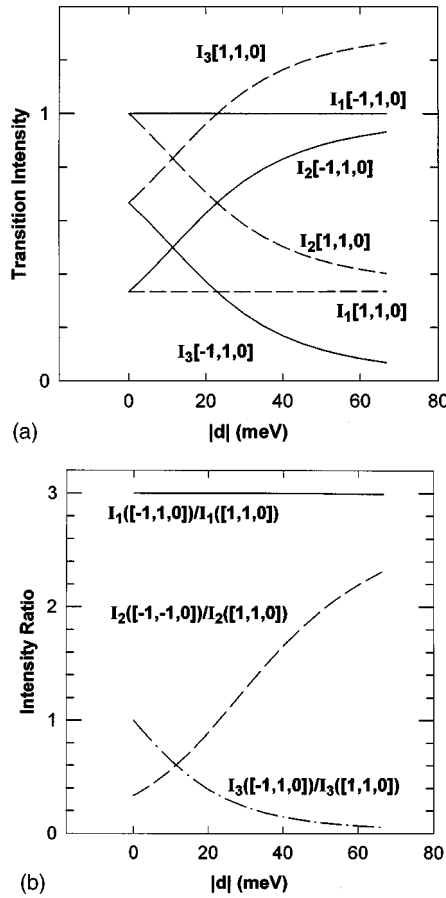 I3[1,1,0]
I1[-1,1,0]
1
I2[-1,1,0]
Transition Intensity
I2[1,1,0]
I1[1,1,0]
I3[-1,1,0]
0
0 20 40 60 80
(a)
|d| (meV)
3
I1([-1,1,0])/I1([1,1,0])
2
I2([-1,-1,0])/I2([1,1,0])
Intensity Ratio
1
I3([-1,1,0])/I3([1,1,0])
0
0 20 40 60 80
(b)
|d| (meV)